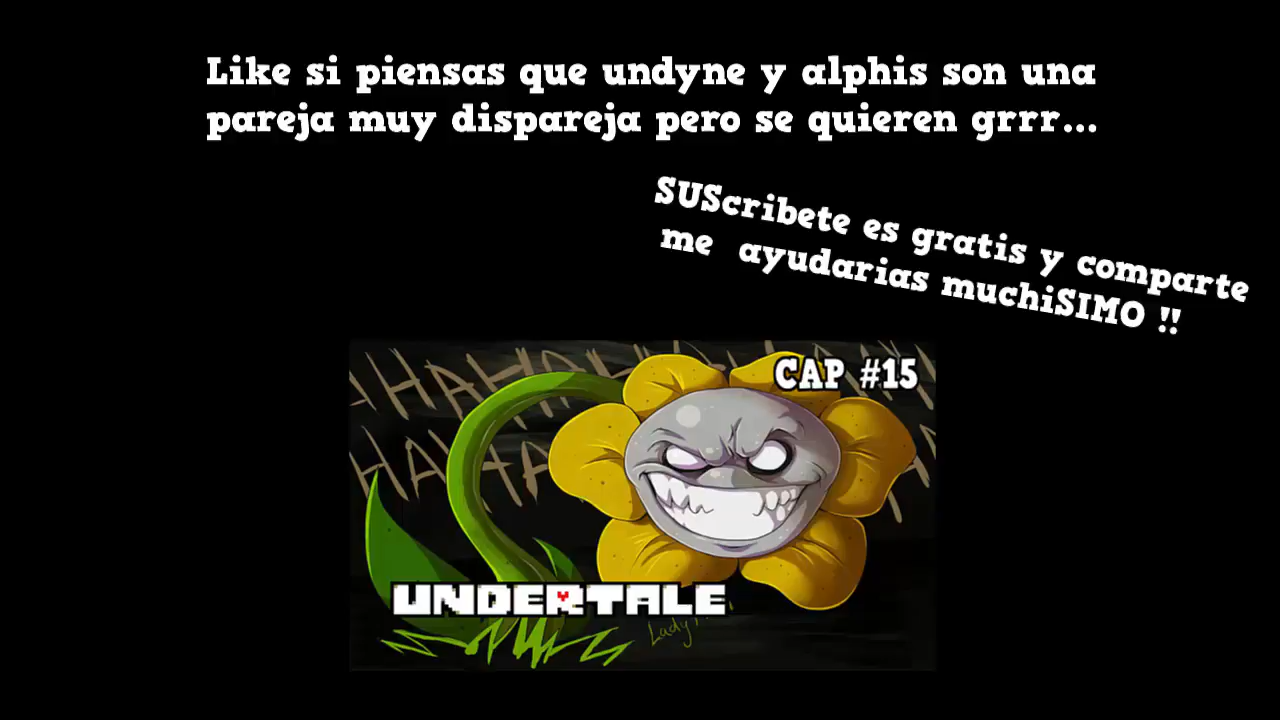 Like si piensas que undyne y alphis son una
pareja muy dispareja pero se quieren grrr...
SUScribete es gratis y comparte
me ayudarias muchiSIMO !!
CAP #15
UNDERTALE